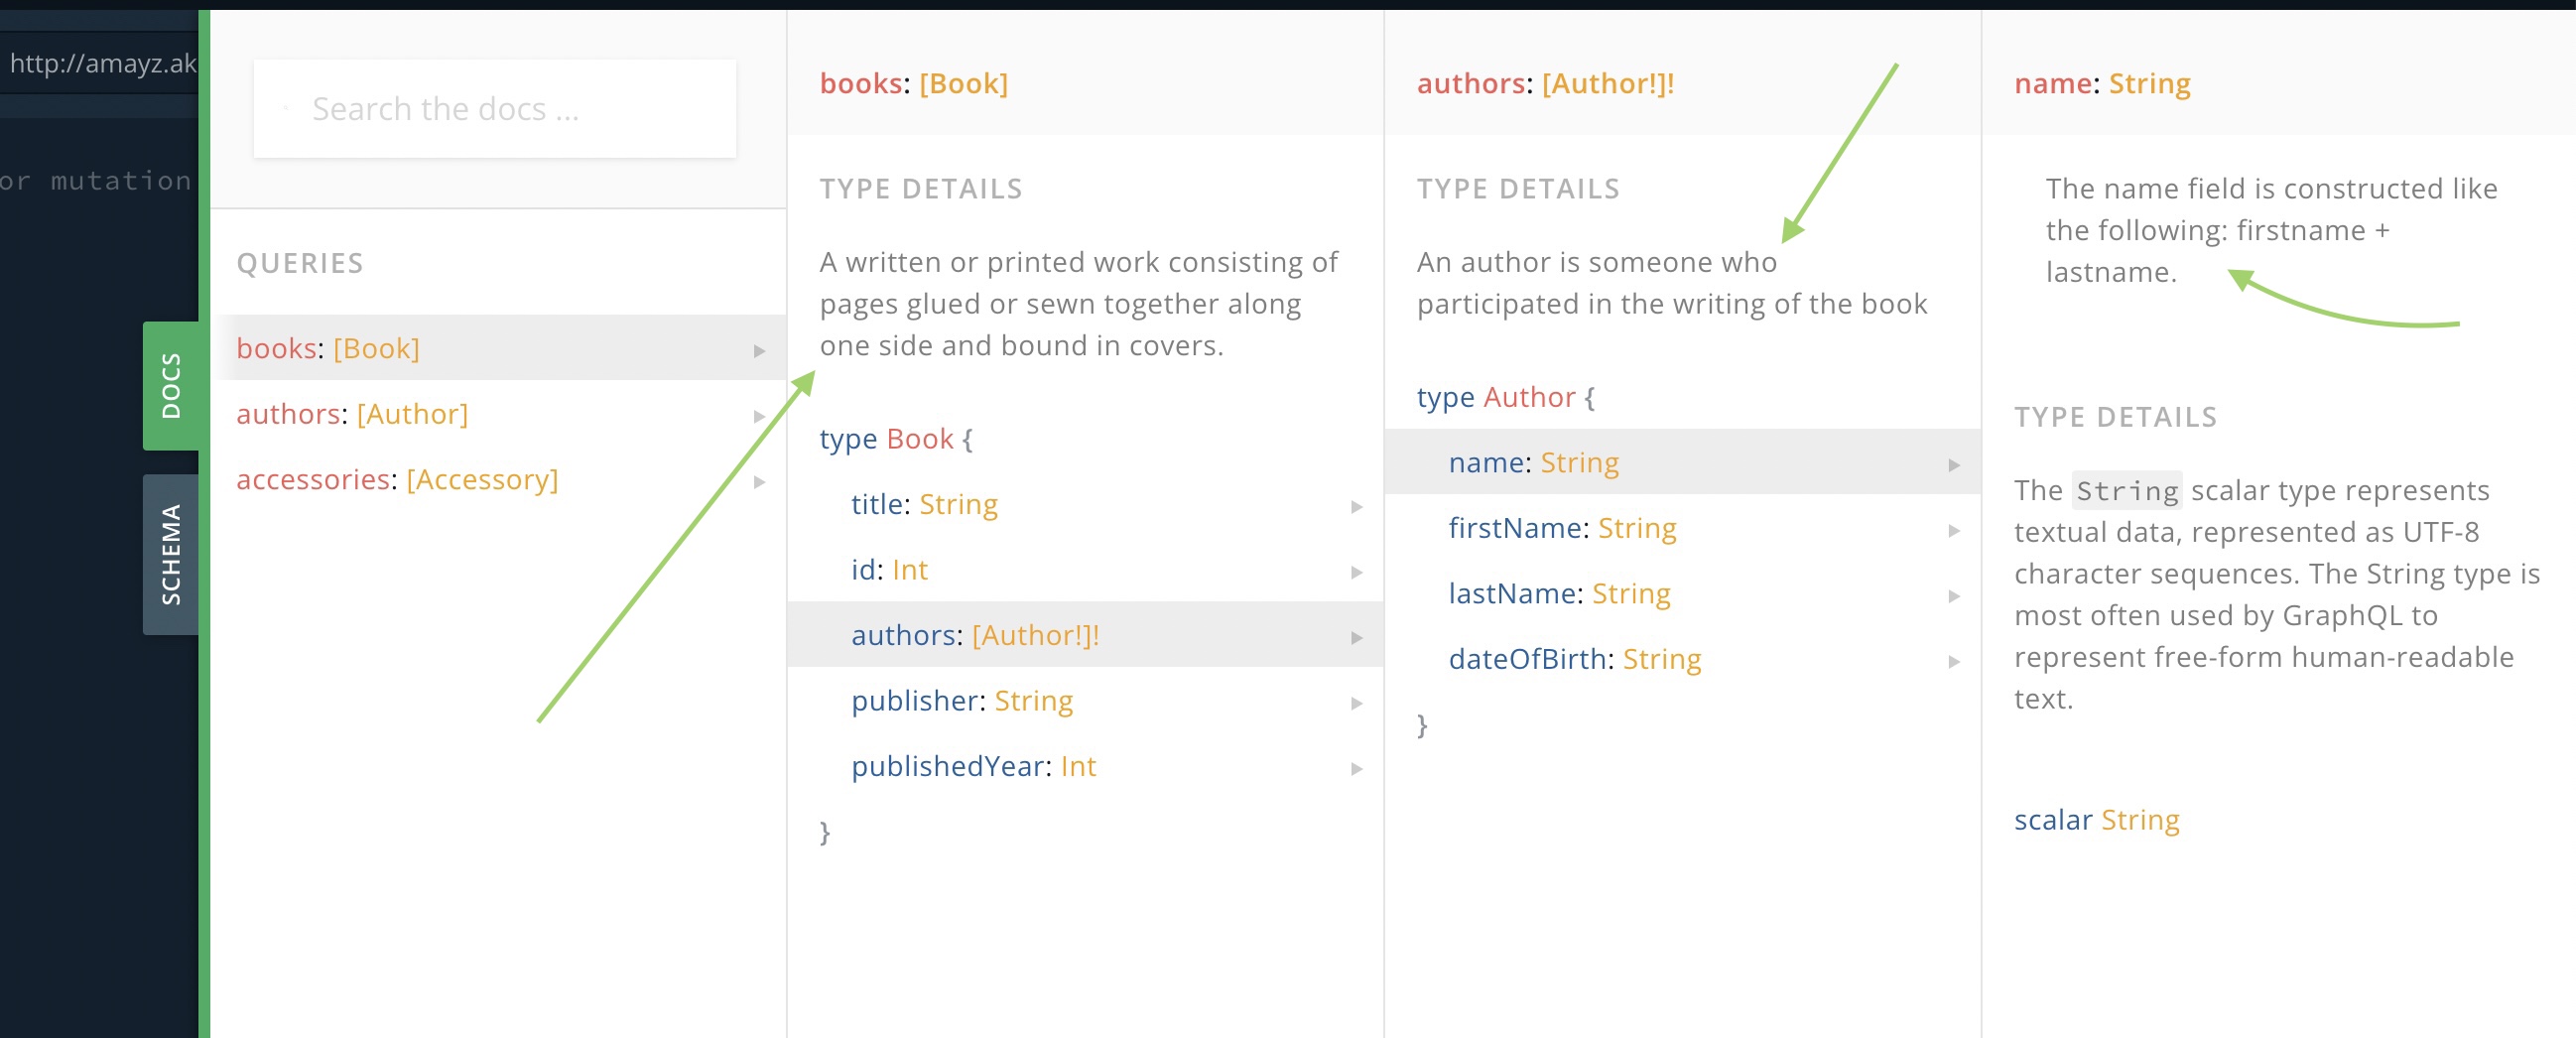 http://amayz.ak
or mutation
DOCS
SCHEMA
Search the docs ...
QUERIES
books: [Book]
authors: [Author]
accessories: [Accessory]
books: [Book]
TYPE DETAILS
A written or printed work consisting of
pages glued or sewn together along
one side and bound in covers.
type Book {
title: String
id: Int
authors: [Author!]!
publisher: String
publishedYear: Int
}
authors: [Author!]!
TYPE DETAILS
An author is someone who
participated in the writing of the book
type Author {
name: String
firstName: String
lastName: String
dateOfBirth: String
}
name: String
The name field is constructed like
the following: firstname +
lastname.
TYPE DETAILS
The String scalar type represents
textual data, represented as UTF-8
character sequences. The String type is
most often used by GraphQL to
represent free-form human-readable
text.
scalar String